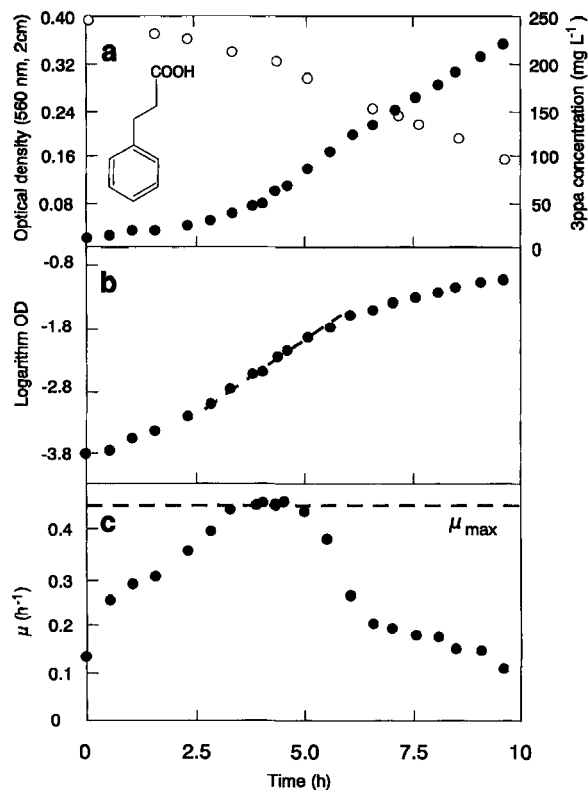 a
Optical density (560 nm, 2cm)
0.40
0.32
0.24
0.16
0.08
COOH
250
200
150
100
50
0
3ppa concentration (mg L⁻¹)
b
Logarithm OD
-0.8
-1.8
-2.8
-3.8
c
μ (h⁻¹)
0.4
0.3
0.2
0.1
0
μmax
0
2.5
5.0
7.5
10
Time (h)